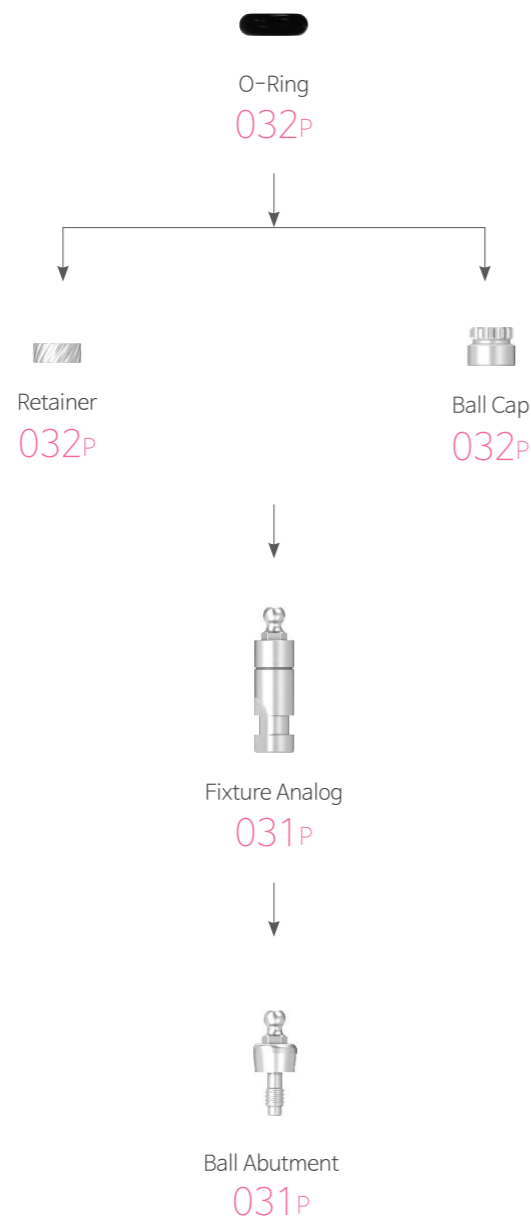 O-Ring
032P
Retainer
032P
Ball Cap
032P
Fixture Analog
031P
Ball Abutment
031P